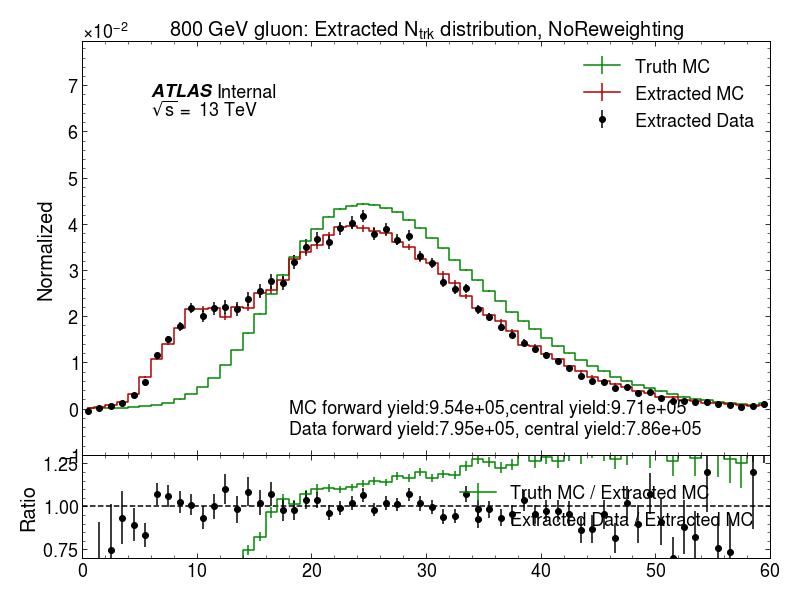 ×10−2
800 GeV gluon: Extracted Ntrk distribution, NoReweighting
ATLAS Internal
√s = 13 TeV
Truth MC
Extracted MC
Extracted Data
Normalized
7
6
5
4
3
2
1
0
MC forward yield:9.54e+05,central yield:9.71e+05
Data forward yield:7.95e+05, central yield:7.86e+05
Ratio
1.25
1.00
0.75
Truth MC / Extracted MC
Extracted Data / Extracted MC
0 10 20 30 40 50 60